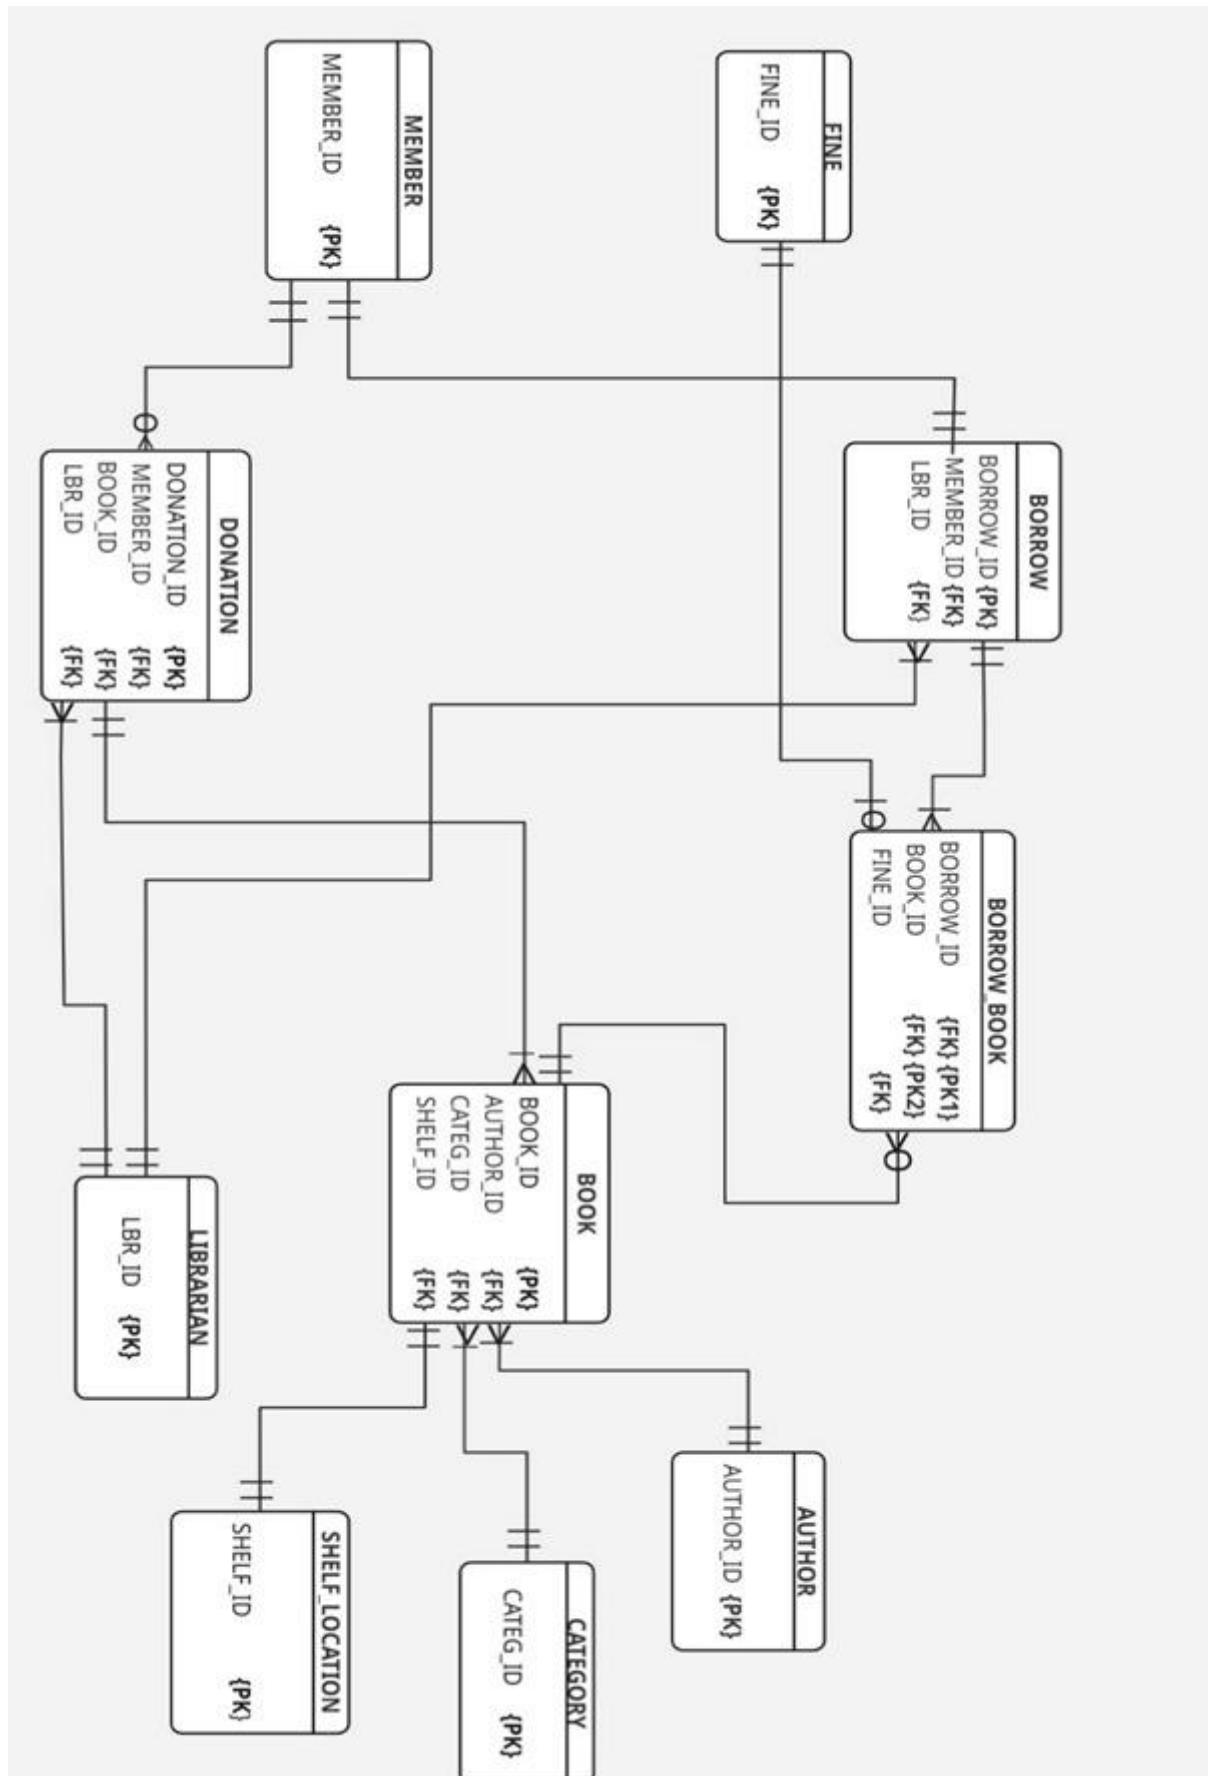 FINE
FINE_ID {PK}
MEMBER
MEMBER_ID {PK}
BORROW
BORROW_ID {PK}
MEMBER_ID {FK}
LBR_ID {FK}
DONATION
DONATION_ID {PK}
MEMBER_ID {FK}
BOOK_ID {FK}
LBR_ID {FK}
BORROW_BOOK
BORROW_ID {FK} {PK1}
BOOK_ID {FK} {PK2}
FINE_ID {FK}
BOOK
BOOK_ID {PK}
AUTHOR_ID {FK}
CATEG_ID {FK}
SHELF_ID {FK}
LIBRARIAN
LBR_ID {PK}
AUTHOR
AUTHOR_ID {PK}
CATEGORY
CATEG_ID {PK}
SHELF_LOCATION
SHELF_ID {PK}